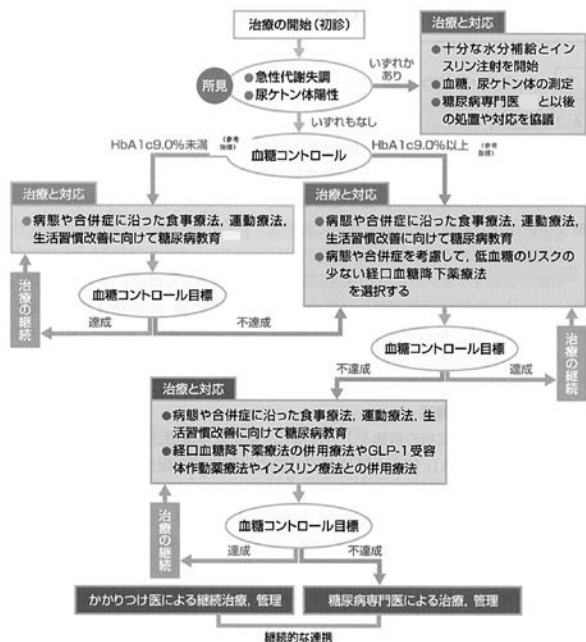 治療の開始(初診)
所見
●急性代謝失調
●尿ケトン体陽性
いずれか
あり
治療と対応
●十分な水分補給とイン
スリン注射を開始
●血糖, 尿ケトン体の測定
●糖尿病専門医 と以後
の処置や対応を協議
いずれもなし
HbA1c9.0%未満 (参考指標)
血糖コントロール
HbA1c9.0%以上 (参考指標)
治療と対応
●病態や合併症に沿った食事療法, 運動療法,
生活習慣改善に向けて糖尿病教育
治療と対応
●病態や合併症に沿った食事療法, 運動療法,
生活習慣改善に向けて糖尿病教育
●病態や合併症を考慮して, 低血糖のリスクの
少ない経口血糖降下薬療法
を選択する
血糖コントロール目標
治療の継続
達成
不達成
血糖コントロール目標
治療の継続
不達成
達成
治療と対応
●病態や合併症に沿った食事療法, 運動療法, 生
活習慣改善に向けて糖尿病教育
●経口血糖降下薬療法の併用療法やGLP-1受容
体作動薬療法やインスリン療法との併用療法
血糖コントロール目標
治療の継続
達成
不達成
かかりつけ医による継続治療, 管理
糖尿病専門医による治療, 管理
継続的な連携